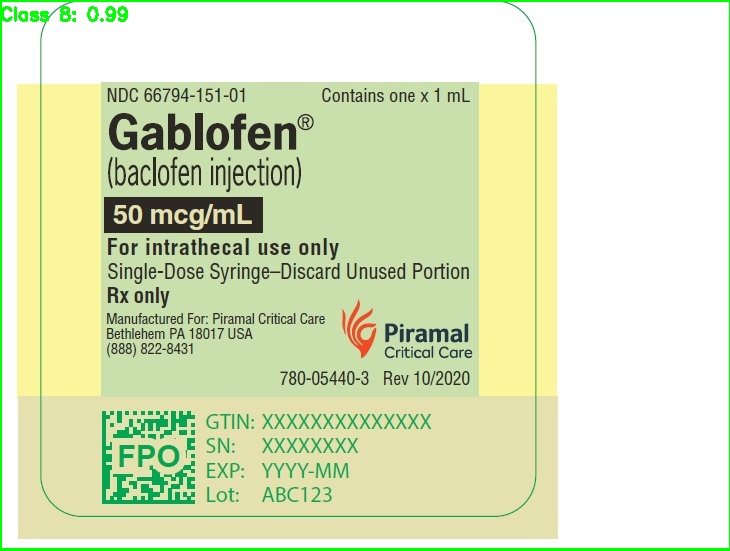 Class 8: 0.99
NDC 66794-151-01 Contains one x 1 mL
Gablofen®
(baclofen injection)
50 mcg/mL
For intrathecal use only
Single-Dose Syringe–Discard Unused Portion
Rx only
Manufactured For: Piramal Critical Care
Bethlehem PA 18017 USA
(888) 822-8431
Piramal
Critical Care
780-05440-3 Rev 10/2020
FPO
GTIN: XXXXXXXXXXXXXX
SN: XXXXXXXX
EXP: YYYY-MM
Lot: ABC123